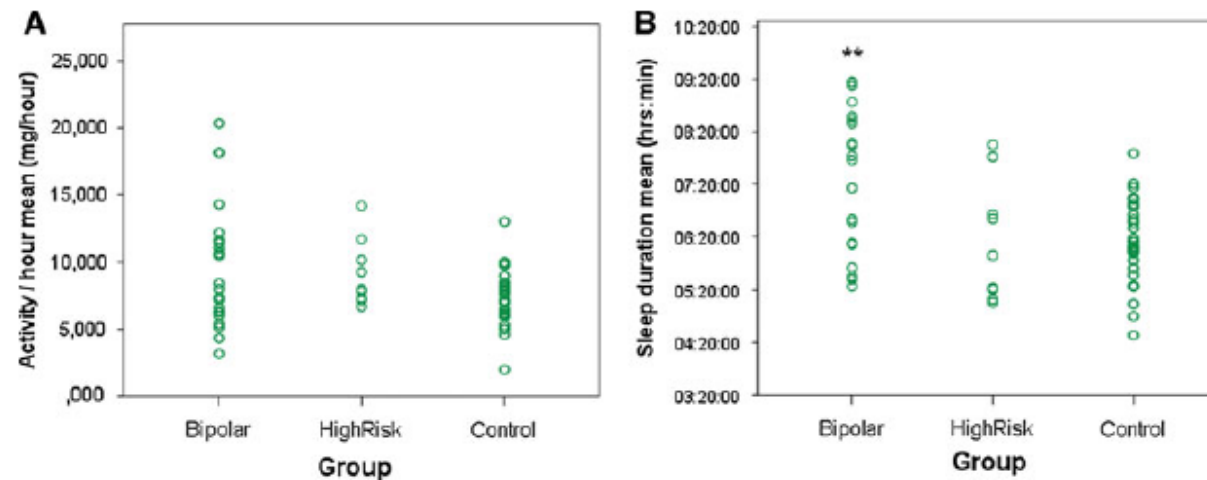 A
Activity / hour mean (mg/hour)
25,000
20,000
15,000
10,000
5,000
,000
Bipolar HighRisk Control
Group
B
Sleep duration mean (hrs:min)
10:20:00
09:20:00
08:20:00
07:20:00
06:20:00
05:20:00
04:20:00
03:20:00
**
Bipolar HighRisk Control
Group